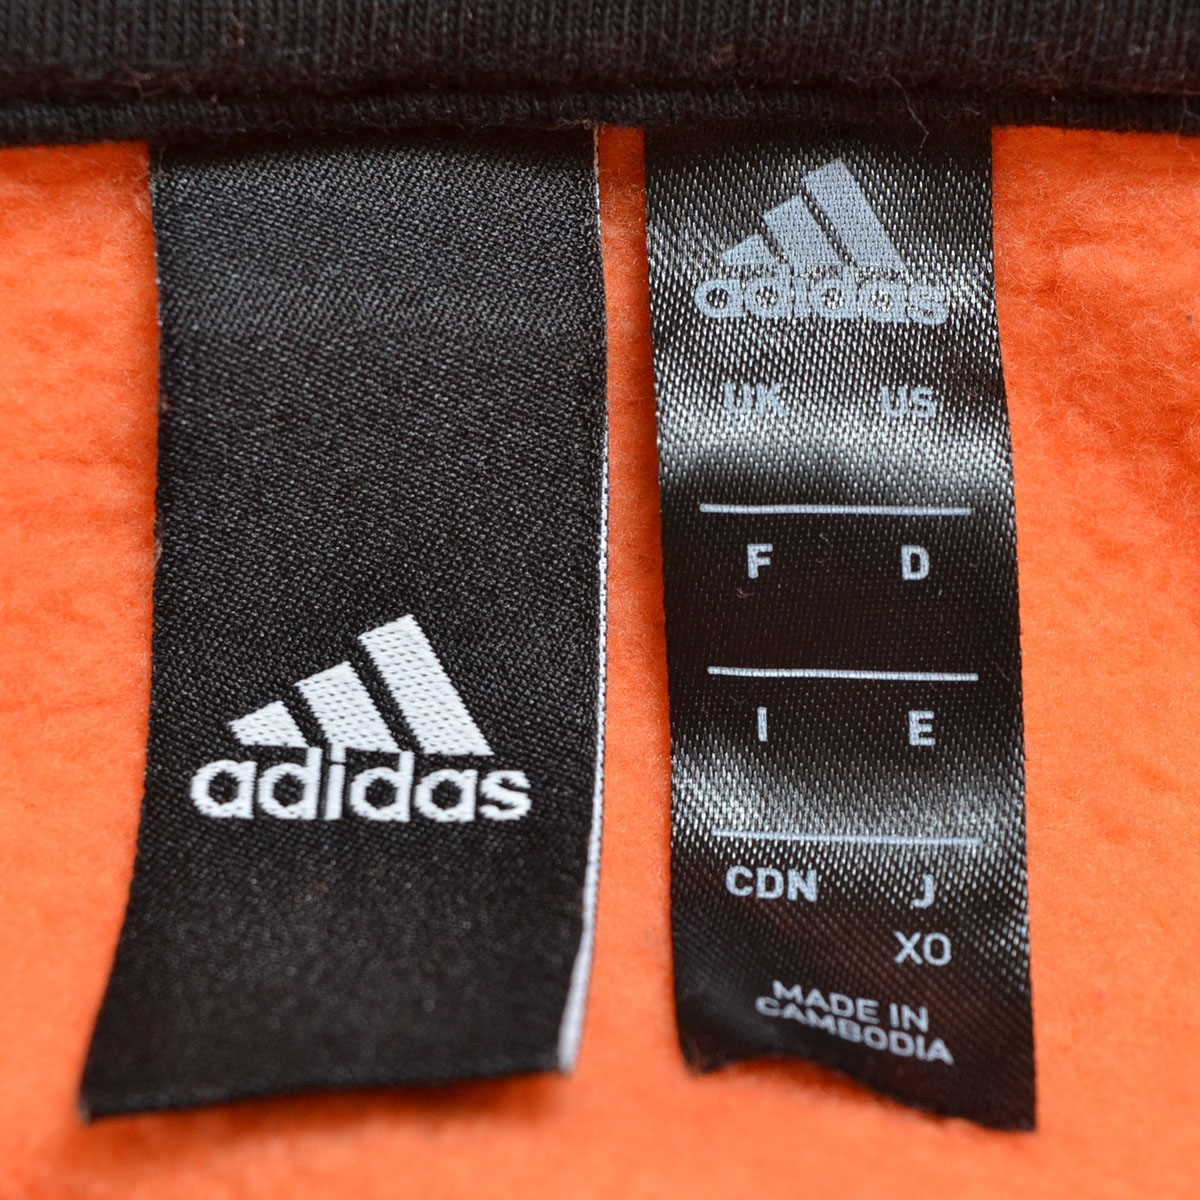 adidas
adidas
UK US
F D
I E
CDN J
XO
MADE IN
CAMBODIA